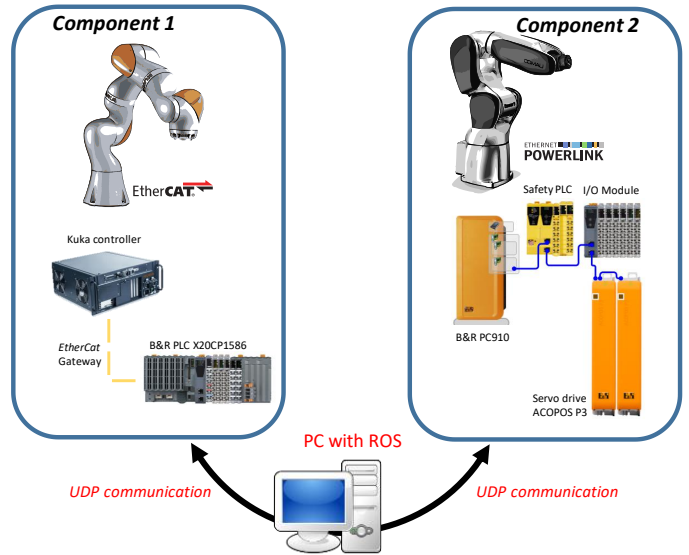 Component 1
EtherCAT
Kuka controller
EtherCat
Gateway
B&R PLC X20CP1586
Component 2
COMAU
ETHERNET
POWERLINK
Safety PLC
I/O Module
B&R PC910
Servo drive
ACOPOS P3
PC with ROS
UDP communication
UDP communication